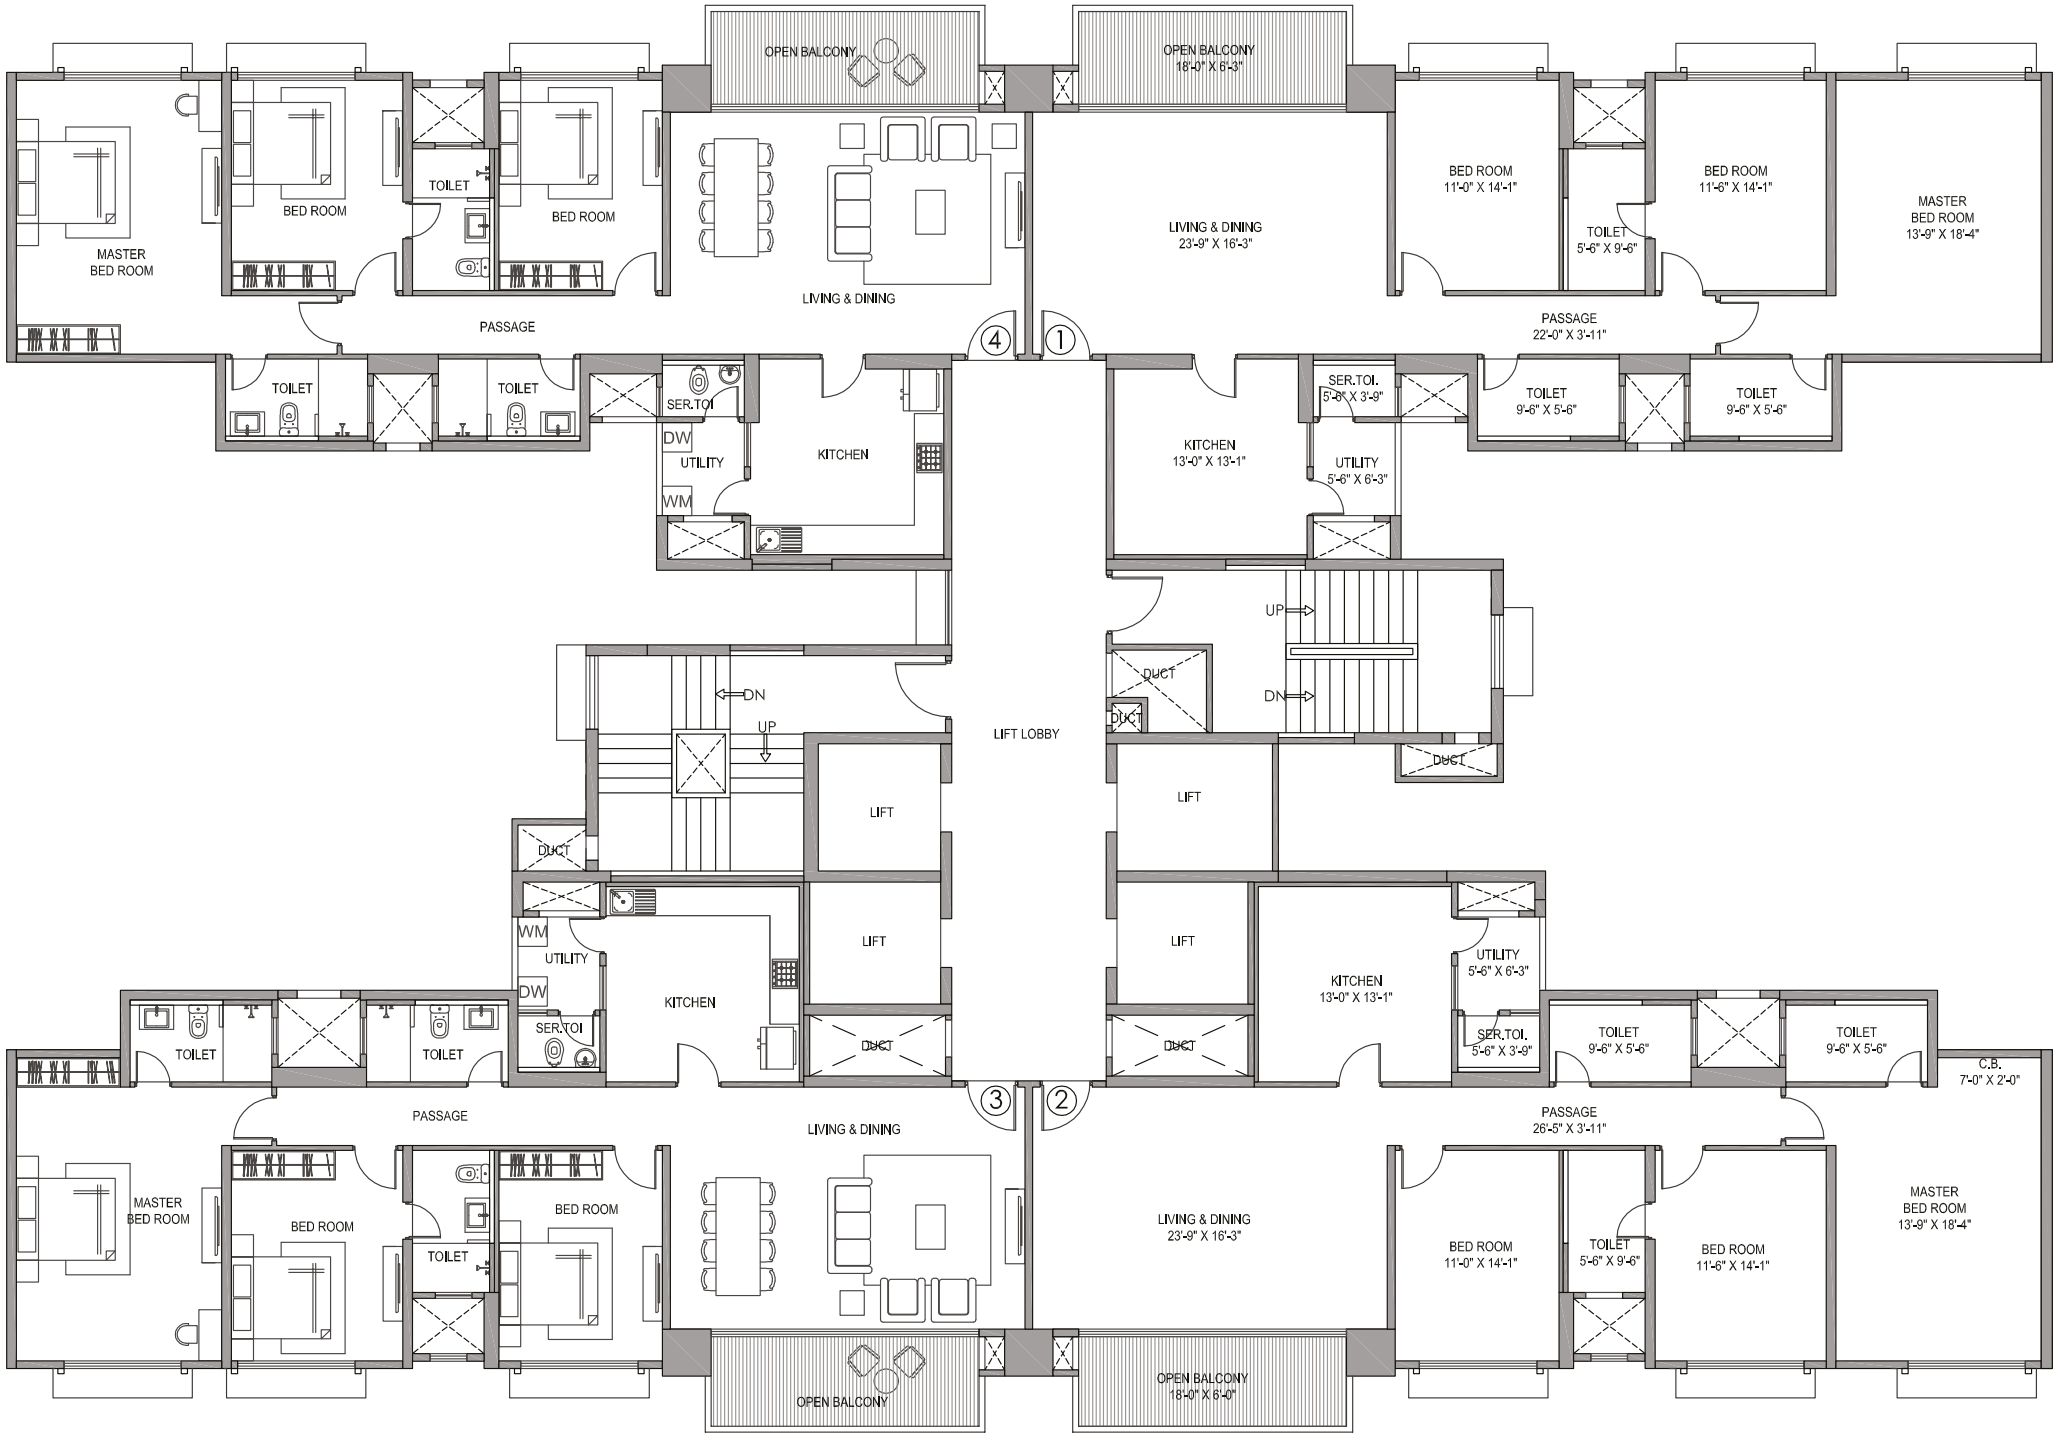 OPEN BALCONY
OPEN BALCONY
18'-0" X 6'-3"
TOILET
BED ROOM
BED ROOM
MASTER
BED ROOM
LIVING & DINING
PASSAGE
LIVING & DINING
23'-9" X 16'-3"
BED ROOM
11'-0" X 14'-1"
TOILET
5'-6" X 9'-6"
BED ROOM
11'-6" X 14'-1"
MASTER
BED ROOM
13'-9" X 18'-4"
PASSAGE
22'-0" X 3'-11"
4
1
TOILET
TOILET
SER.TOI
DW
UTILITY
WM
KITCHEN
KITCHEN
13'-0" X 13'-1"
SER.TOI.
5'-6" X 3'-9"
UTILITY
5'-6" X 6'-3"
TOILET
9'-6" X 5'-6"
TOILET
9'-6" X 5'-6"
UP
DN
DUCT
DUCT
DUCT
DN
UP
LIFT LOBBY
LIFT
LIFT
LIFT
LIFT
DUCT
DUCT
DUCT
WM
UTILITY
DW
SER.TOI
KITCHEN
TOILET
TOILET
KITCHEN
13'-0" X 13'-1"
UTILITY
5'-6" X 6'-3"
SER.TOI.
5'-6" X 3'-9"
TOILET
9'-6" X 5'-6"
TOILET
9'-6" X 5'-6"
C.B.
7'-0" X 2'-0"
3
2
PASSAGE
LIVING & DINING
PASSAGE
26'-5" X 3'-11"
MASTER
BED ROOM
BED ROOM
TOILET
BED ROOM
LIVING & DINING
23'-9" X 16'-3"
BED ROOM
11'-0" X 14'-1"
TOILET
5'-6" X 9'-6"
BED ROOM
11'-6" X 14'-1"
MASTER
BED ROOM
13'-9" X 18'-4"
OPEN BALCONY
OPEN BALCONY
18'-0" X 6'-0"